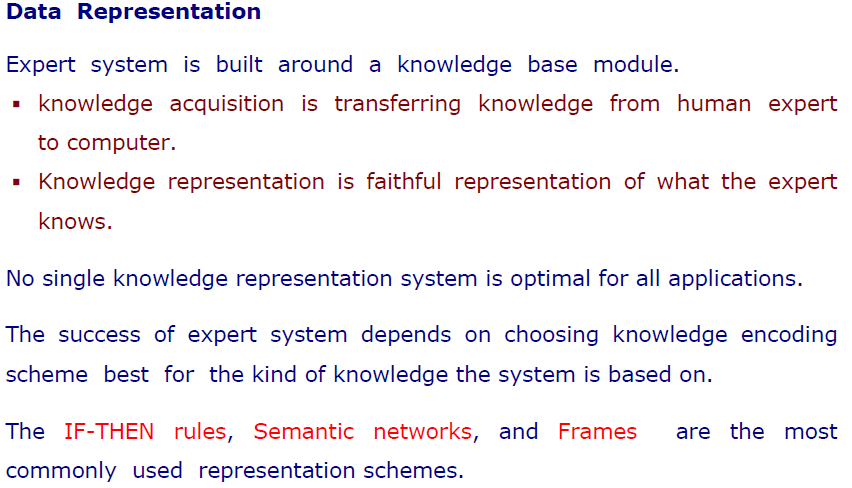 Data Representation
Expert system is built around a knowledge base module.
▪ knowledge acquisition is transferring knowledge from human expert
to computer.
▪ Knowledge representation is faithful representation of what the expert
knows.
No single knowledge representation system is optimal for all applications.
The success of expert system depends on choosing knowledge encoding
scheme best for the kind of knowledge the system is based on.
The IF-THEN rules, Semantic networks, and Frames are the most
commonly used representation schemes.